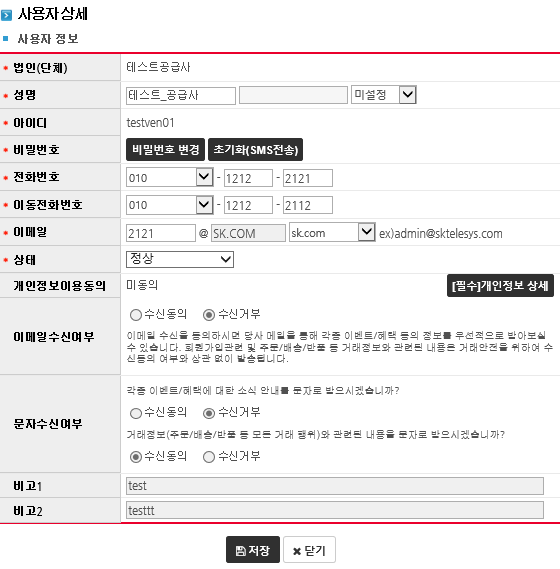 사용자상세
사용자 정보
* 법인(단체) 테스트공급사
* 성명 테스트_공급사 미설정
* 아이디 testven01
* 비밀번호 비밀번호 변경 초기화(SMS전송)
* 전화번호 010 - 1212 - 2121
* 이동전화번호 010 - 1212 - 2112
* 이메일 2121 @ SK.COM sk.com ex)admin@sktelesys.com
* 상태 정상
개인정보이용동의 미동의 [필수]개인정보 상세
이메일수신여부
수신동의 수신거부
이메일 수신을 동의하시면 당사 메일을 통해 각종 이벤트/혜택 등의 정보를 우선적으로 받아보실
수 있습니다. 회원가입관련 및 주문/배송/반품 등 거래정보와 관련된 내용은 거래안전을 위하여 수
신동의 여부와 상관 없이 발송됩니다.
문자수신여부
각종 이벤트/혜택에 대한 소식 안내를 문자로 받으시겠습니까?
수신동의 수신거부
거래정보(주문/배송/반품 등 모든 거래 행위)와 관련된 내용을 문자로 받으시겠습니까?
수신동의 수신거부
비고1 test
비고2 testtt
저장 닫기